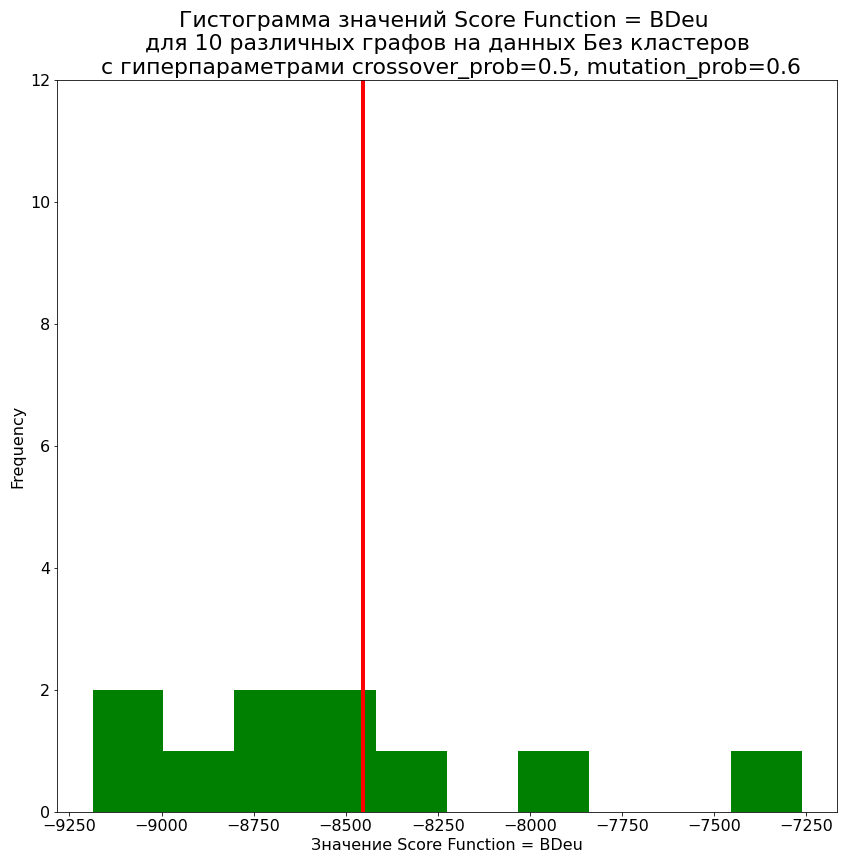 Гистограмма значений Score Function = BDeu
для 10 различных графов на данных Без кластеров
с гиперпараметрами crossover_prob=0.5, mutation_prob=0.6
12
10
8
6
4
2
0
Frequency
−9250 −9000 −8750 −8500 −8250 −8000 −7750 −7500 −7250
Значение Score Function = BDeu